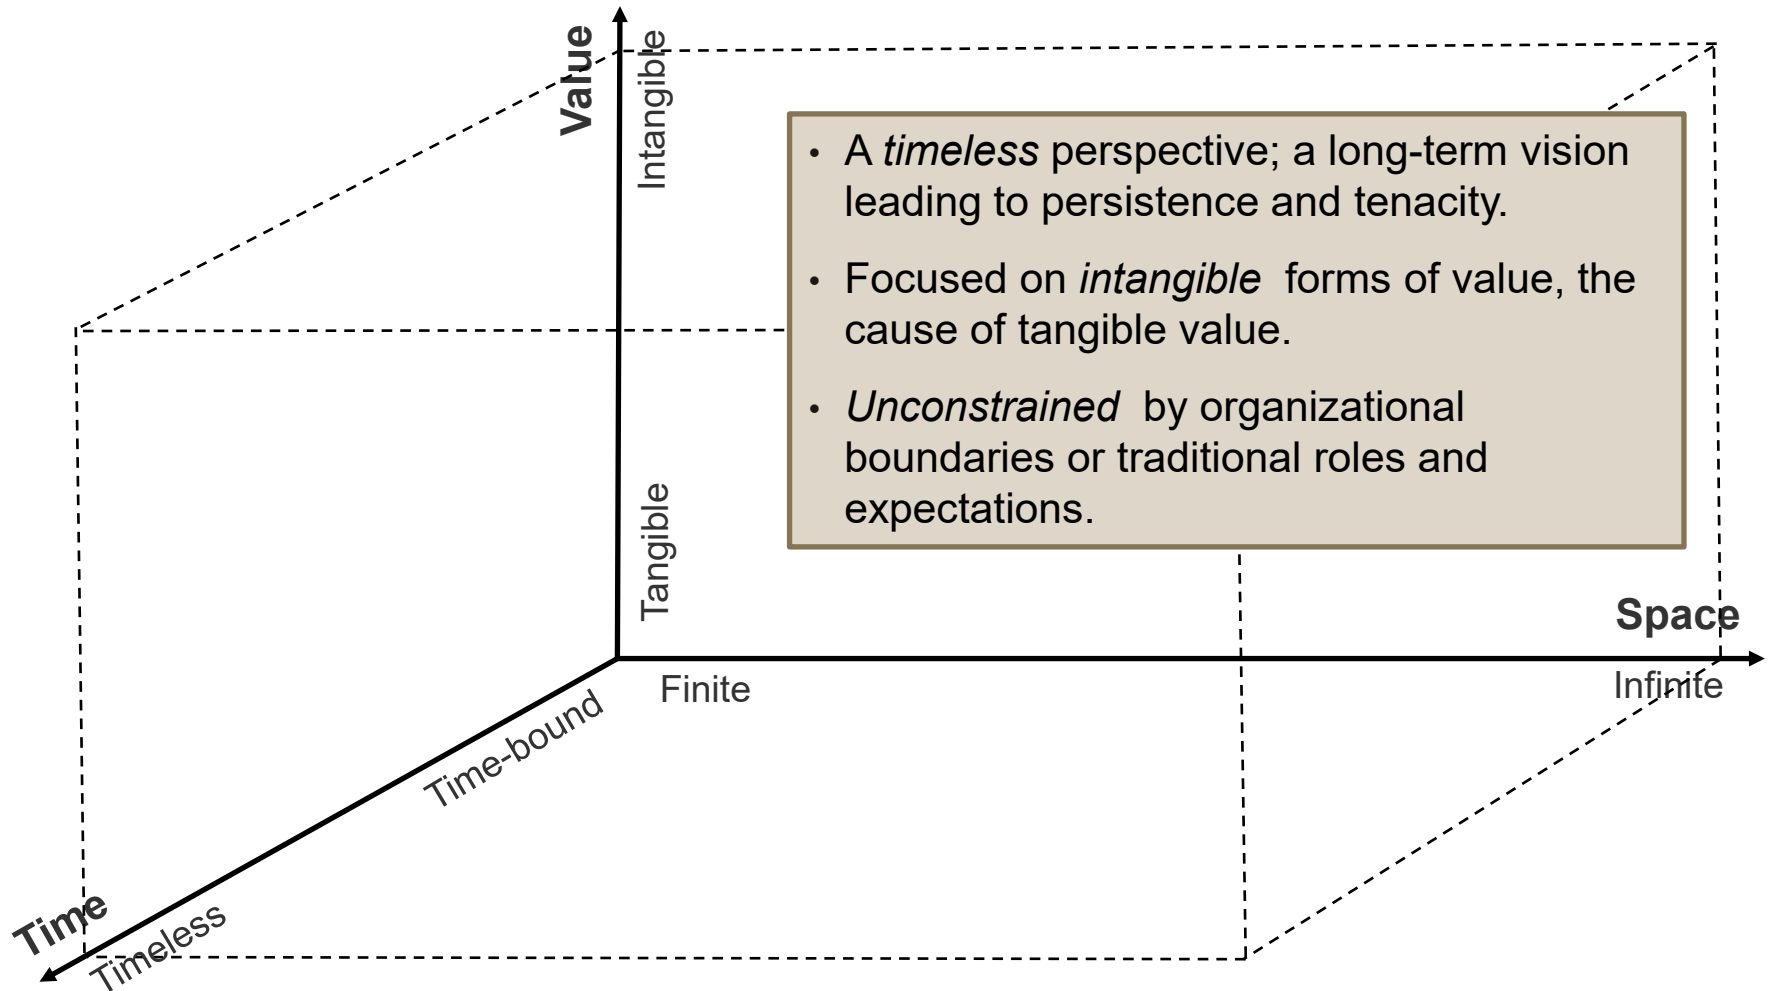 Value
Intangible
• A timeless perspective; a long-term vision
leading to persistence and tenacity.
• Focused on intangible forms of value, the
cause of tangible value.
• Unconstrained by organizational
boundaries or traditional roles and
expectations.
Tangible
Space
Finite
Infinite
Time-bound
Time
Timeless